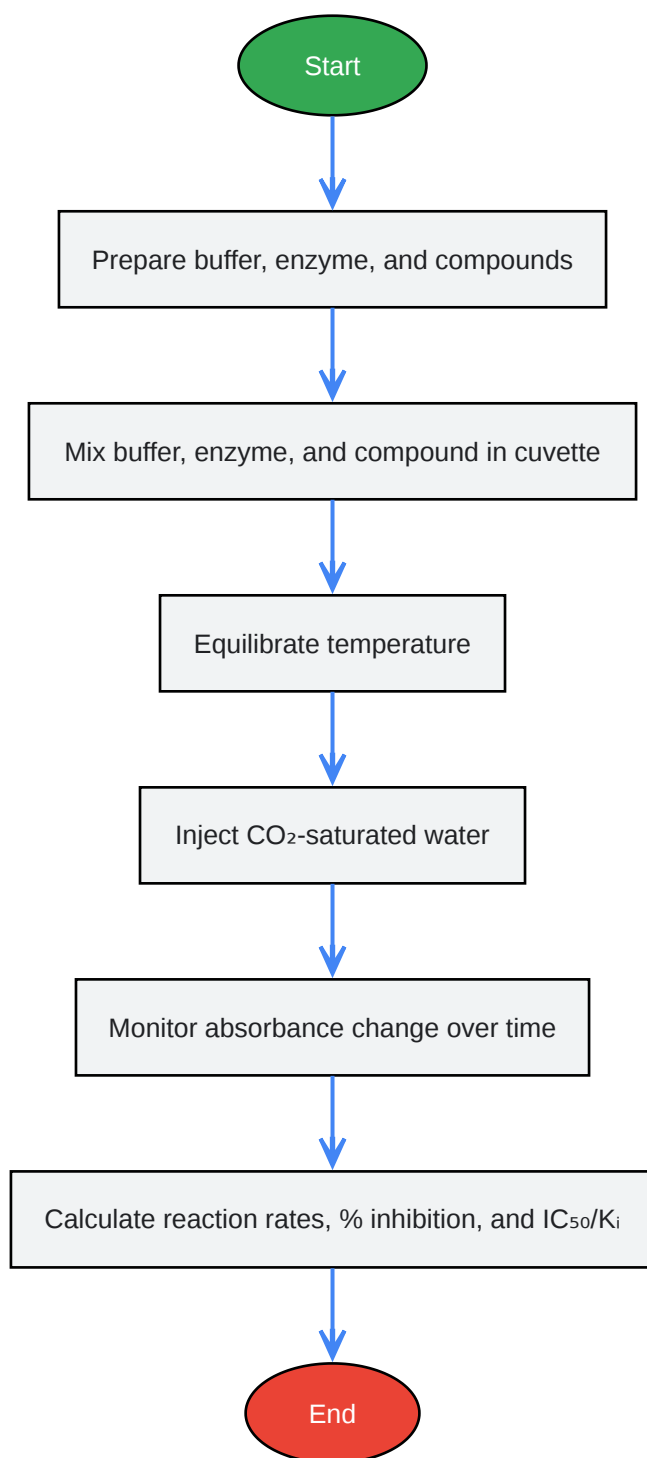 Start
Prepare buffer, enzyme, and compounds
Mix buffer, enzyme, and compound in cuvette
Equilibrate temperature
Inject CO₂-saturated water
Monitor absorbance change over time
Calculate reaction rates, % inhibition, and IC₅₀/Kᵢ
End